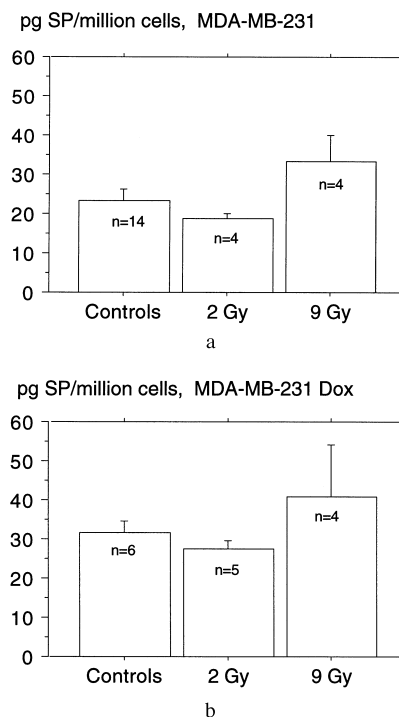 pg SP/million cells, MDA-MB-231
60
50
40
30
20
10
0
n=14
n=4
n=4
Controls 2 Gy 9 Gy
a
pg SP/million cells, MDA-MB-231 Dox
60
50
40
30
20
10
0
n=6
n=5
n=4
Controls 2 Gy 9 Gy
b